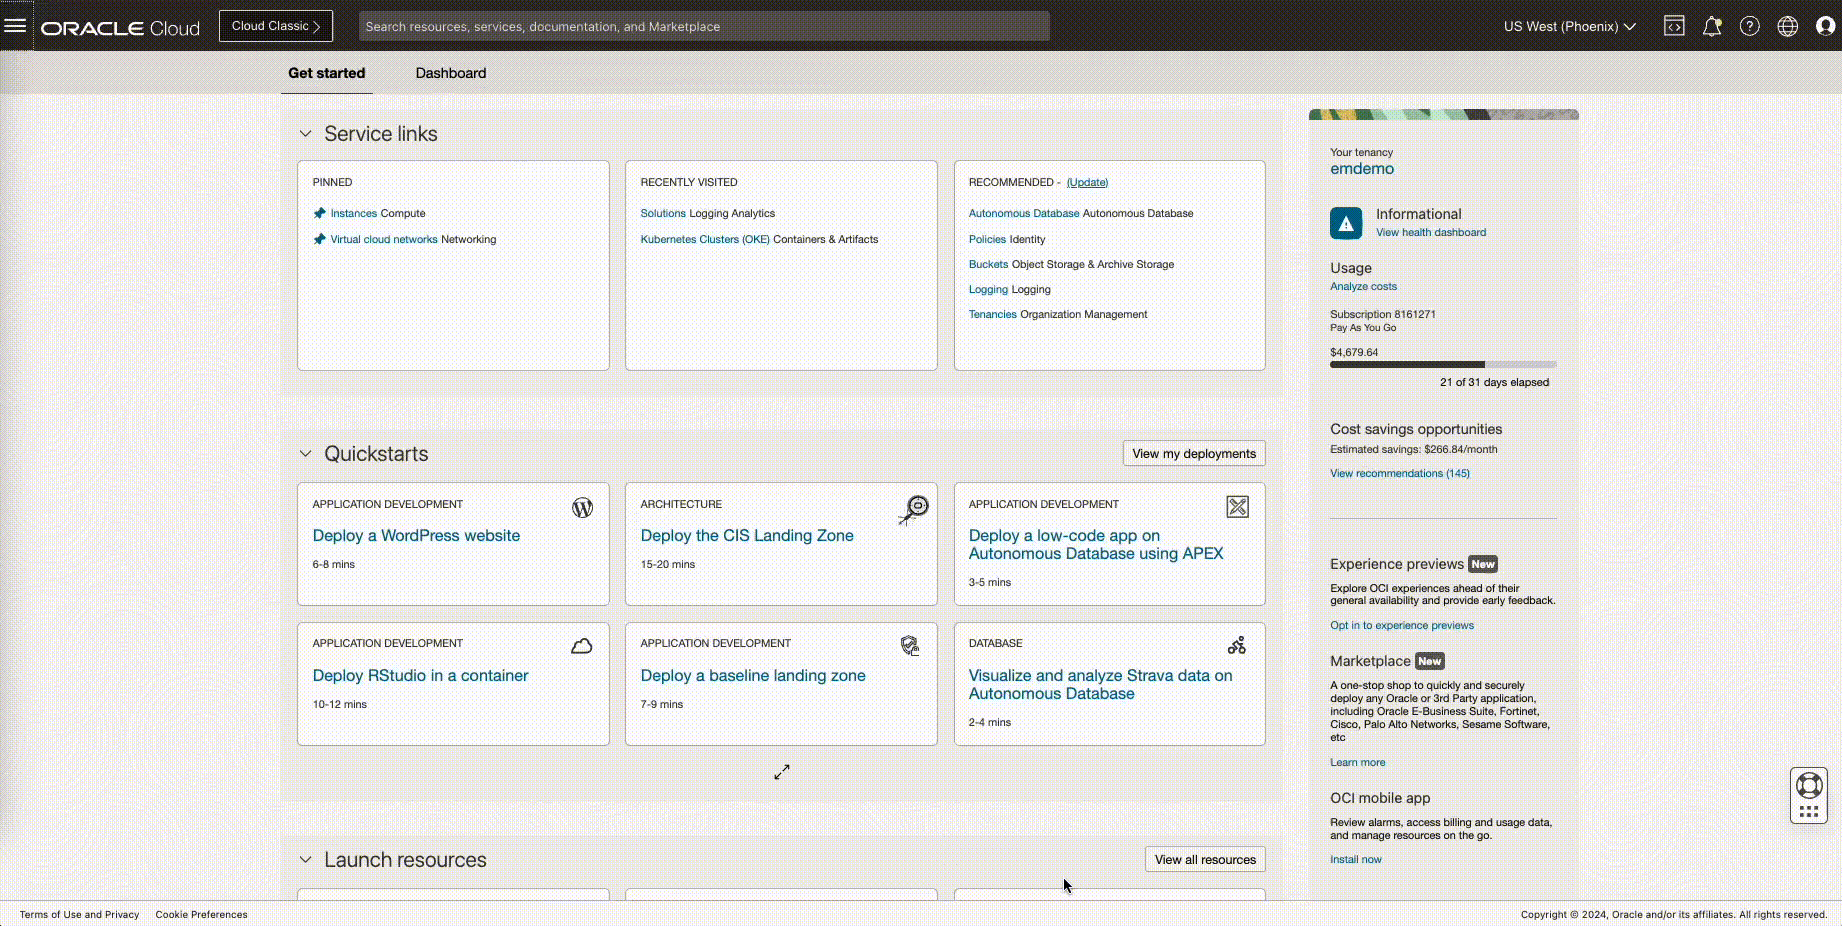 ORACLE Cloud
Cloud Classic
Search resources, services, documentation, and Marketplace
US West (Phoenix)
Get started
Dashboard
Service links
PINNED
Instances Compute
Virtual cloud networks Networking
RECENTLY VISITED
Solutions Logging Analytics
Kubernetes Clusters (OKE) Containers & Artifacts
RECOMMENDED - (Update)
Autonomous Database Autonomous Database
Policies Identity
Buckets Object Storage & Archive Storage
Logging Logging
Tenancies Organization Management
Quickstarts
View my deployments
APPLICATION DEVELOPMENT
Deploy a WordPress website
6-8 mins
ARCHITECTURE
Deploy the CIS Landing Zone
15-20 mins
APPLICATION DEVELOPMENT
Deploy a low-code app on
Autonomous Database using APEX
3-5 mins
APPLICATION DEVELOPMENT
Deploy RStudio in a container
10-12 mins
APPLICATION DEVELOPMENT
Deploy a baseline landing zone
7-9 mins
DATABASE
Visualize and analyze Strava data on
Autonomous Database
2-4 mins
Launch resources
View all resources
Your tenancy
emdemo
Informational
View health dashboard
Usage
Analyze costs
Subscription 8161271
Pay As You Go
$4,679.64
21 of 31 days elapsed
Cost savings opportunities
Estimated savings: $266.84/month
View recommendations (145)
Experience previews New
Explore OCI experiences ahead of their
general availability and provide early feedback.
Opt in to experience previews
Marketplace New
A one-stop shop to quickly and securely
deploy any Oracle or 3rd Party application,
including Oracle E-Business Suite, Fortinet,
Cisco, Palo Alto Networks, Sesame Software,
etc
Learn more
OCI mobile app
Review alarms, access billing and usage data,
and manage resources on the go.
Install now
Terms of Use and Privacy
Cookie Preferences
Copyright © 2024, Oracle and/or its affiliates. All rights reserved.